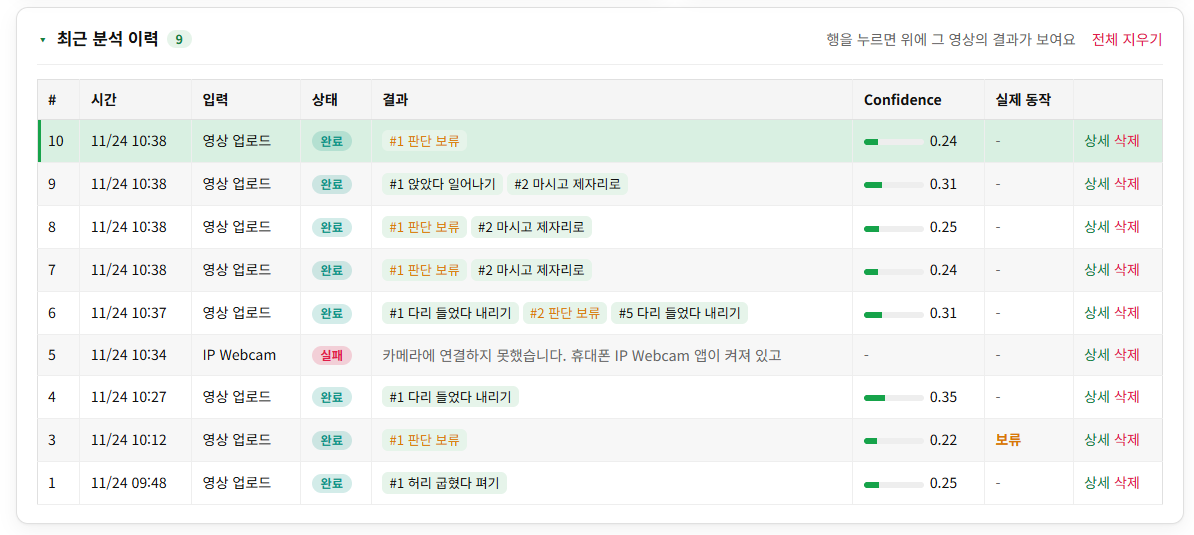 최근 분석 이력 9 행을 누르면 위에 그 영상의 결과가 보여요 전체 지우기
# 시간 입력 상태 결과 Confidence 실제 동작
10 11/24 10:38 영상 업로드 완료 #1 판단 보류 0.24 - 상세 삭제
9 11/24 10:38 영상 업로드 완료 #1 앉았다 일어나기 #2 마시고 제자리로 0.31 - 상세 삭제
8 11/24 10:38 영상 업로드 완료 #1 판단 보류 #2 마시고 제자리로 0.25 - 상세 삭제
7 11/24 10:38 영상 업로드 완료 #1 판단 보류 #2 마시고 제자리로 0.24 - 상세 삭제
6 11/24 10:37 영상 업로드 완료 #1 다리 들었다 내리기 #2 판단 보류 #5 다리 들었다 내리기 0.31 - 상세 삭제
5 11/24 10:34 IP Webcam 실패 카메라에 연결하지 못했습니다. 휴대폰 IP Webcam 앱이 켜져 있고 - - 상세 삭제
4 11/24 10:27 영상 업로드 완료 #1 다리 들었다 내리기 0.35 - 상세 삭제
3 11/24 10:12 영상 업로드 완료 #1 판단 보류 0.22 보류 상세 삭제
1 11/24 09:48 영상 업로드 완료 #1 허리 굽혔다 펴기 0.25 - 상세 삭제